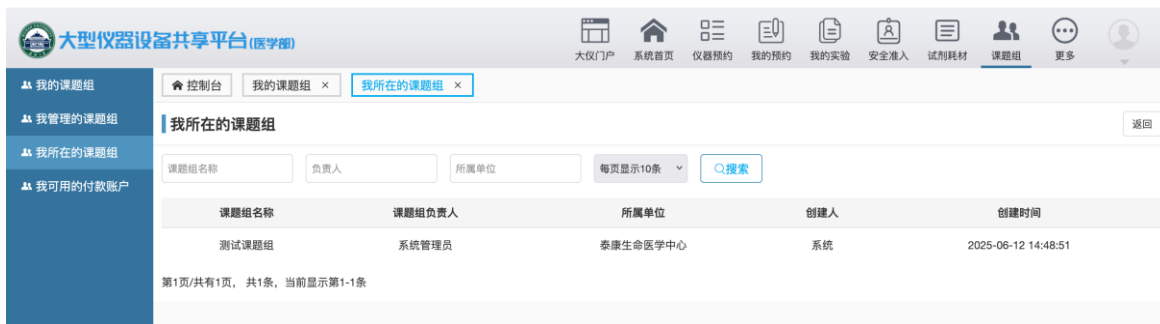 大型仪器设备共享平台(医学部)
大仪门户 系统首页 仪器预约 我的预约 我的实验 安全准入 试剂耗材 课题组 更多
我的课题组
我管理的课题组
我所在的课题组
我可用的付款账户
控制台 我的课题组 × 我所在的课题组 ×
我所在的课题组 返回
课题组名称 负责人 所属单位 每页显示10条 搜索
课题组名称 课题组负责人 所属单位 创建人 创建时间
测试课题组 系统管理员 泰康生命医学中心 系统 2025-06-12 14:48:51
第1页/共有1页， 共1条，当前显示第1-1条